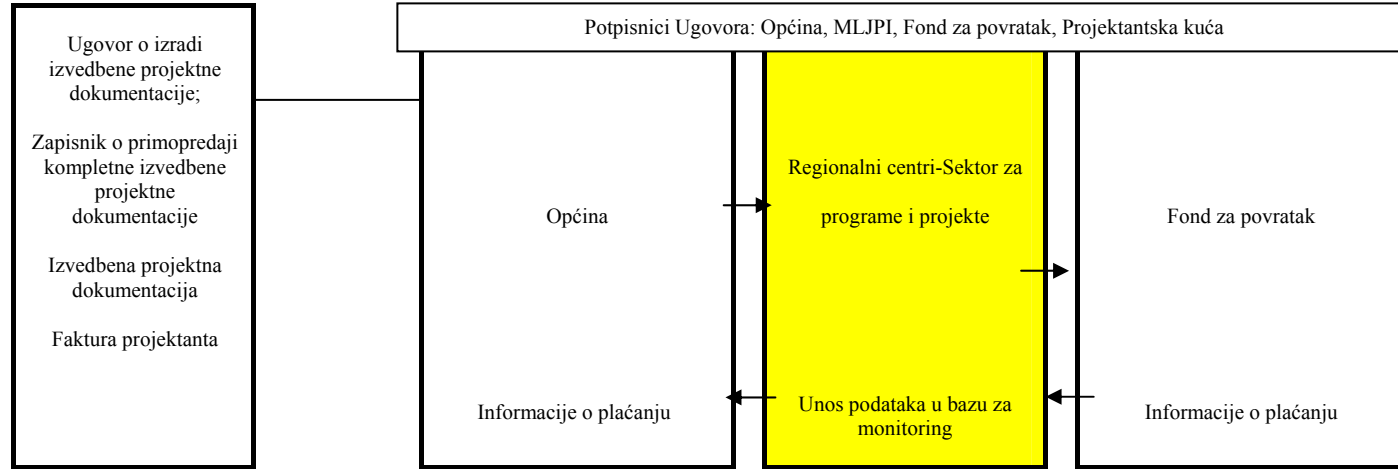 Potpisnici Ugovora: Općina, MLJPI, Fond za povratak, Projektantska kuća
Ugovor o izradi
izvedbene projektne
dokumentacije;
Zapisnik o primopredaji
kompletne izvedbene
projektne
dokumentacije
Izvedbena projektna
dokumentacija
Faktura projektanta
Općina
Informacije o plaćanju
Regionalni centri-Sektor za
programe i projekte
Unos podataka u bazu za
monitoring
Fond za povratak
Informacije o plaćanju